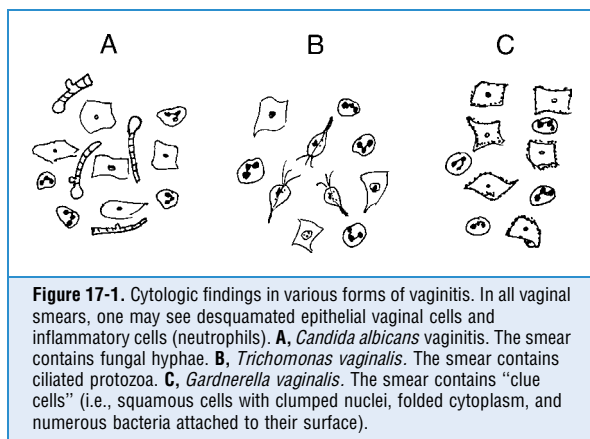 A B C
Figure 17-1. Cytologic findings in various forms of vaginitis. In all vaginal
smears, one may see desquamated epithelial vaginal cells and
inflammatory cells (neutrophils). A, Candida albicans vaginitis. The smear
contains fungal hyphae. B, Trichomonas vaginalis. The smear contains
ciliated protozoa. C, Gardnerella vaginalis. The smear contains “clue
cells” (i.e., squamous cells with clumped nuclei, folded cytoplasm, and
numerous bacteria attached to their surface).